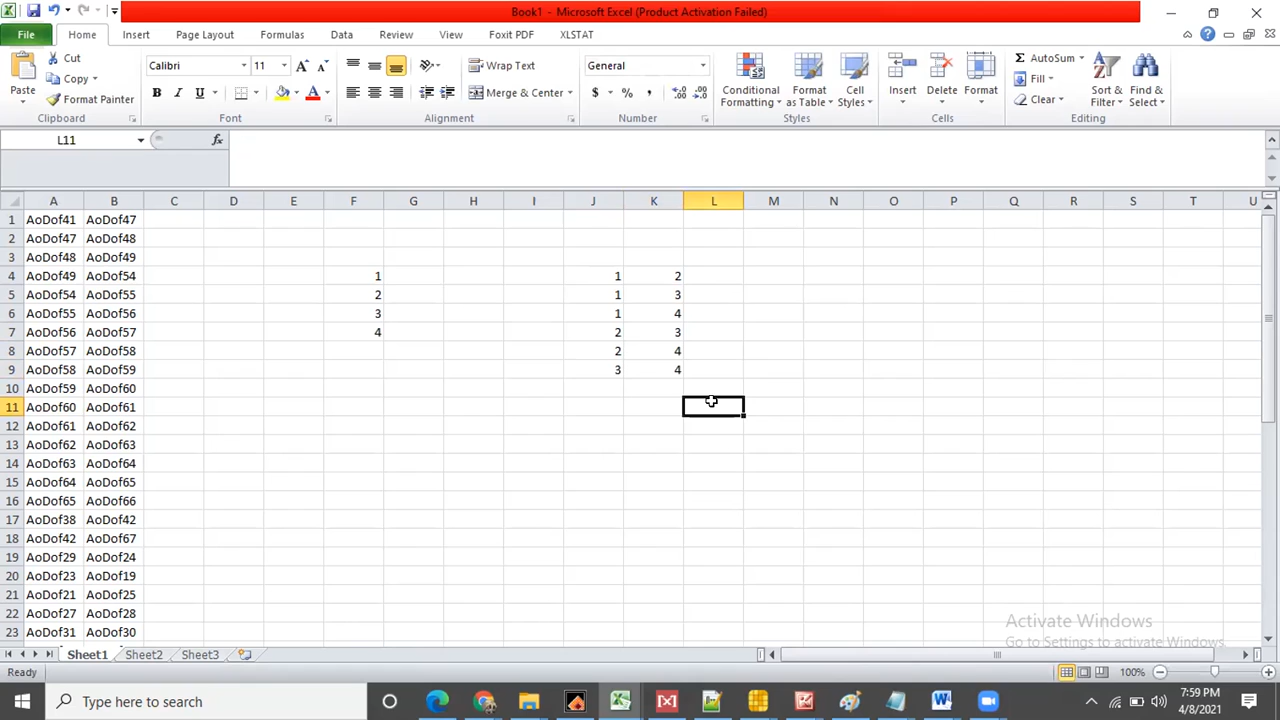 Book1 - Microsoft Excel (Product Activation Failed)
File Home Insert Page Layout Formulas Data Review View Foxit PDF XLSTAT
Paste Cut Copy Format Painter Clipboard
Calibri 11 B I U A A A Font
Wrap Text Merge & Center Alignment
General $ % , .0 .00 Number
Conditional Formatting Format as Table Cell Styles Styles
Insert Delete Format Cells
Σ AutoSum Fill Clear Sort & Filter Find & Select Editing
L11 fx
A B C D E F G H I J K L M N O P Q R S T U
1 AoDof41 AoDof47
2 AoDof47 AoDof48
3 AoDof48 AoDof49
4 AoDof49 AoDof54 1 1 2
5 AoDof54 AoDof55 2 1 3
6 AoDof55 AoDof56 3 1 4
7 AoDof56 AoDof57 4 2 3
8 AoDof57 AoDof58 2 4
9 AoDof58 AoDof59 3 4
10 AoDof59 AoDof60
11 AoDof60 AoDof61
12 AoDof61 AoDof62
13 AoDof62 AoDof63
14 AoDof63 AoDof64
15 AoDof64 AoDof65
16 AoDof65 AoDof66
17 AoDof38 AoDof42
18 AoDof42 AoDof67
19 AoDof29 AoDof24
20 AoDof23 AoDof19
21 AoDof21 AoDof25
22 AoDof27 AoDof28
23 AoDof31 AoDof30
Activate Windows
Go to Settings to activate Windows.
Sheet1 Sheet2 Sheet3
Ready 100%
Type here to search
7:59 PM
4/8/2021